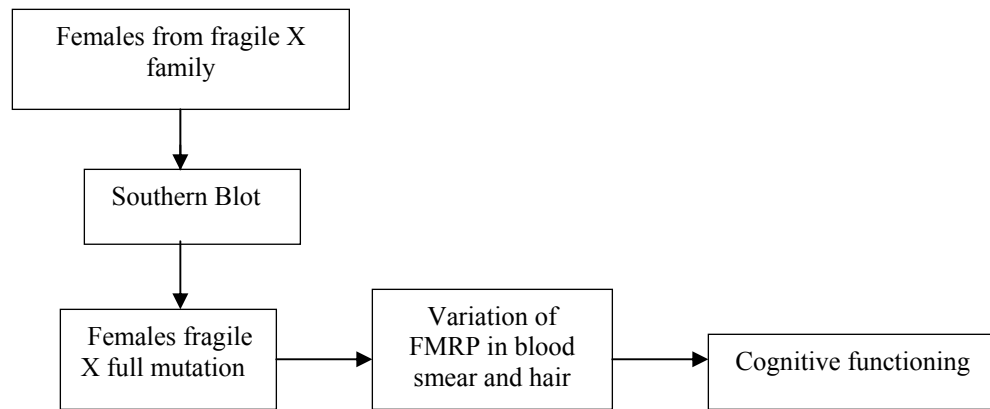 Females from fragile X
family
Southern Blot
Females fragile
X full mutation
Variation of
FMRP in blood
smear and hair
Cognitive functioning